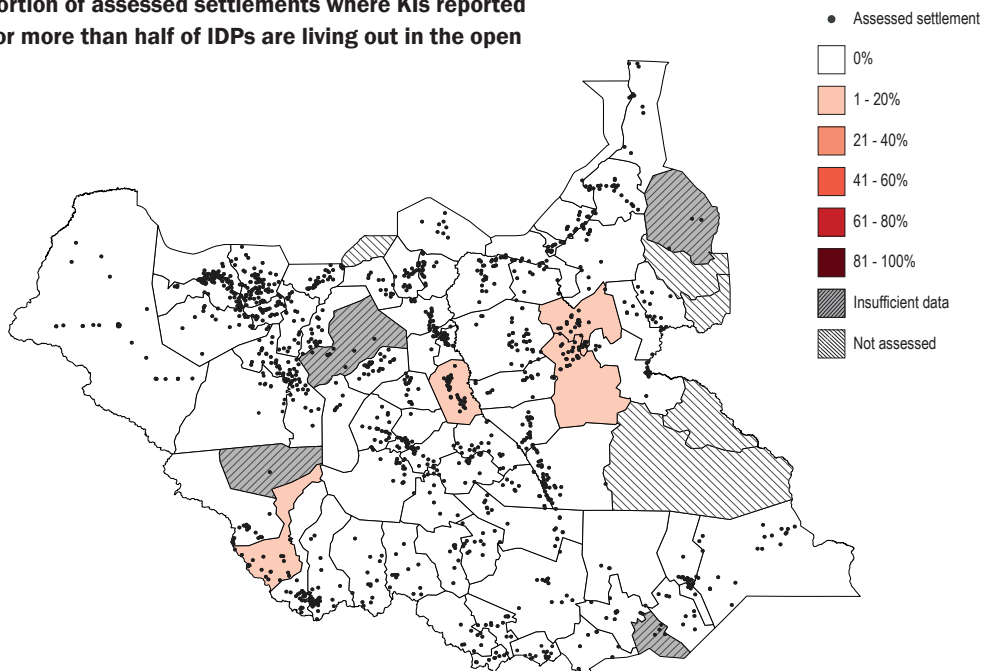 ortion of assessed settlements where KIs reported
or more than half of IDPs are living out in the open
Assessed settlement
0%
1 - 20%
21 - 40%
41 - 60%
61 - 80%
81 - 100%
Insufficient data
Not assessed